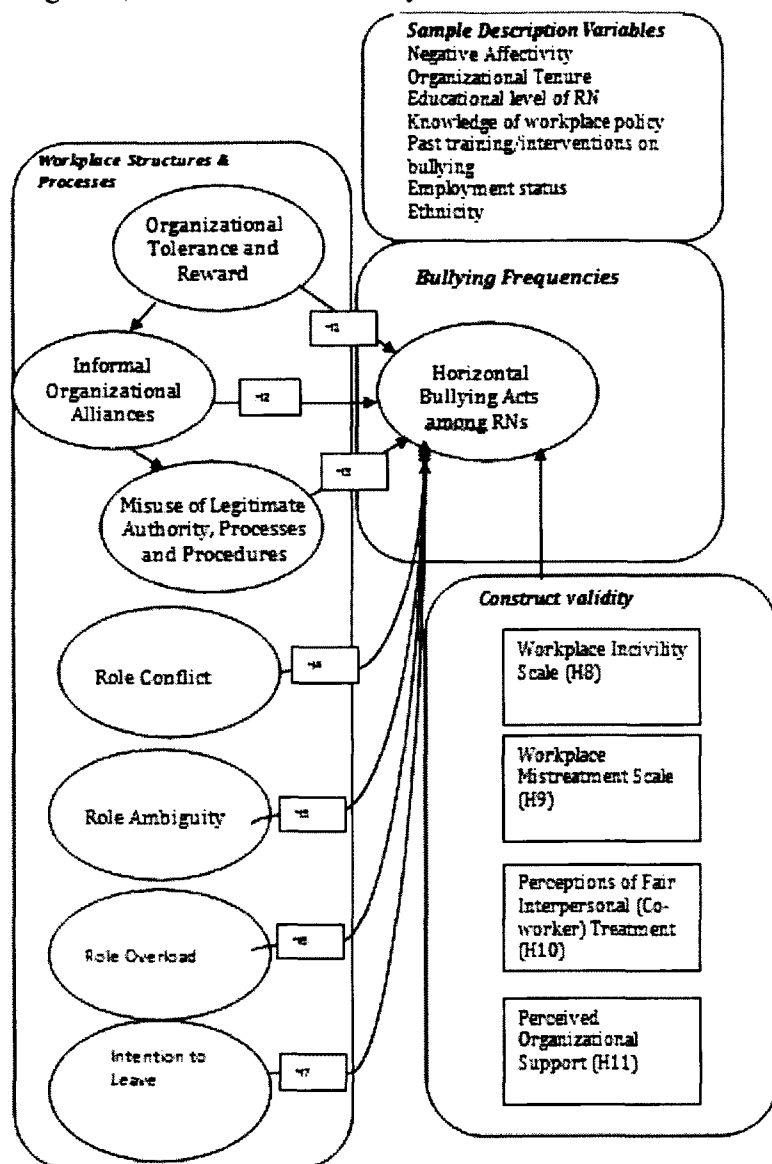 Sample Description Variables
Negative Affectivity
Organizational Tenure
Educational level of RN
Knowledge of workplace policy
Past training/interventions on
bullying
Employment status
Ethnicity
Workplace Structures &
Processes
Organizational
Tolerance and
Reward
Bullying Frequencies
Informal
Organizational
Alliances
Horizontal
Bullying Acts
among RNs
Misuse of Legitimate
Authority, Processes
and Procedures
Role Conflict
Role Ambiguity
Role Overload
Intention to
Leave
Construct validity
Workplace Incivility
Scale (H8)
Workplace
Mistreatment Scale
(H9)
Perceptions of Fair
Interpersonal (Co-
worker) Treatment
(H10)
Perceived
Organizational
Support (H11)